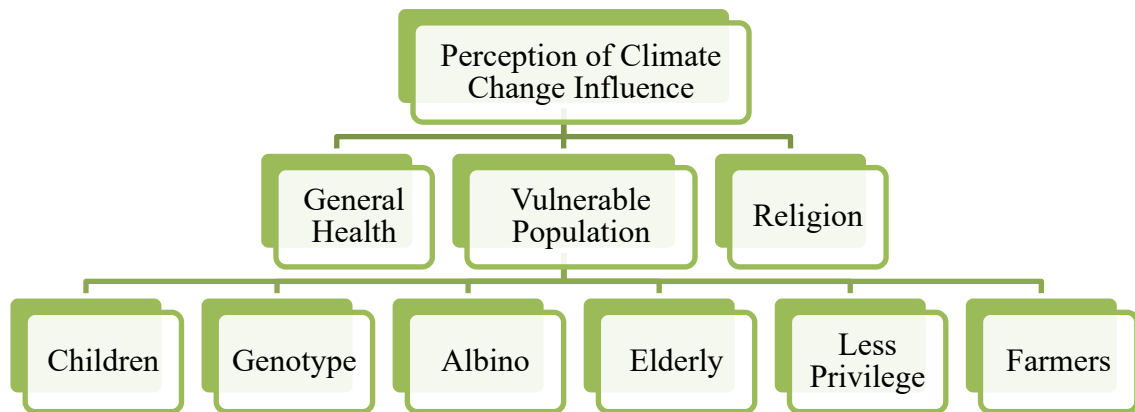 Perception of Climate
Change Influence
General
Health
Vulnerable
Population
Religion
Children
Genotype
Albino
Elderly
Less
Privilege
Farmers